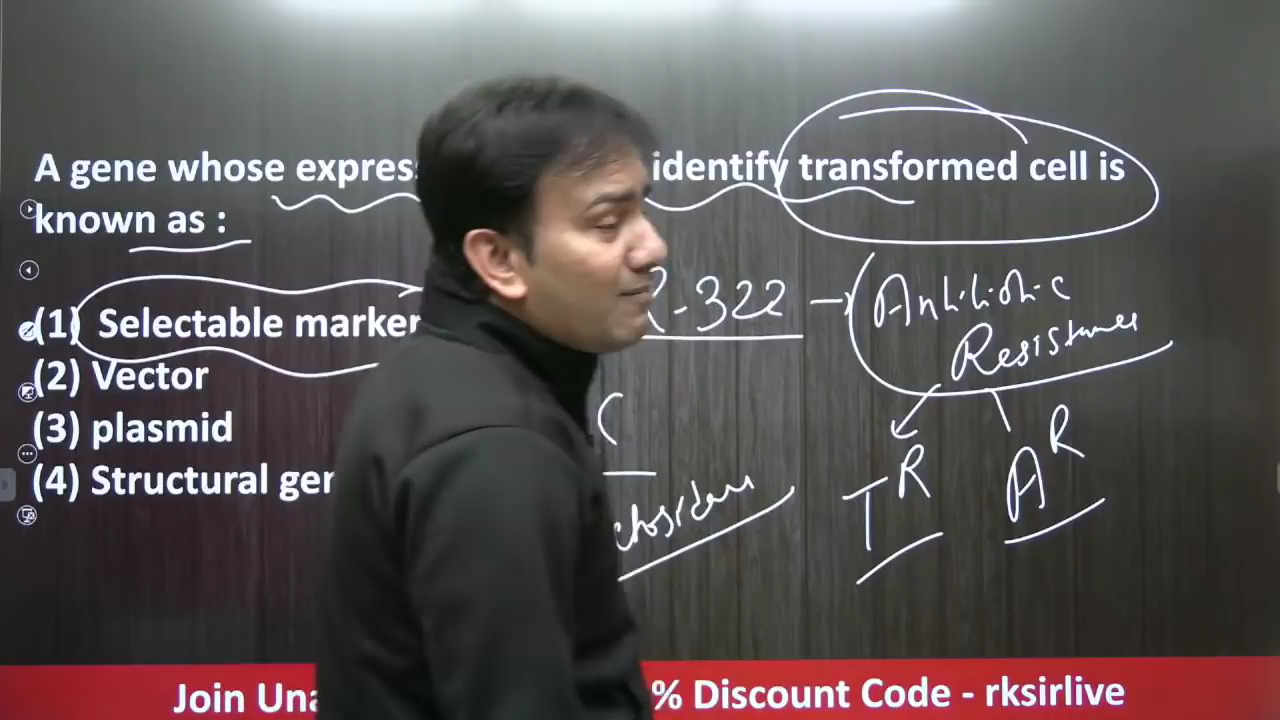 A gene whose express identify transformed cell is
known as :
(1) Selectable marker
(2) Vector
(3) plasmid
(4) Structural gen
R-322 → Antibiotic
Resistance
T^R A^R
Join Una % Discount Code - rksirlive